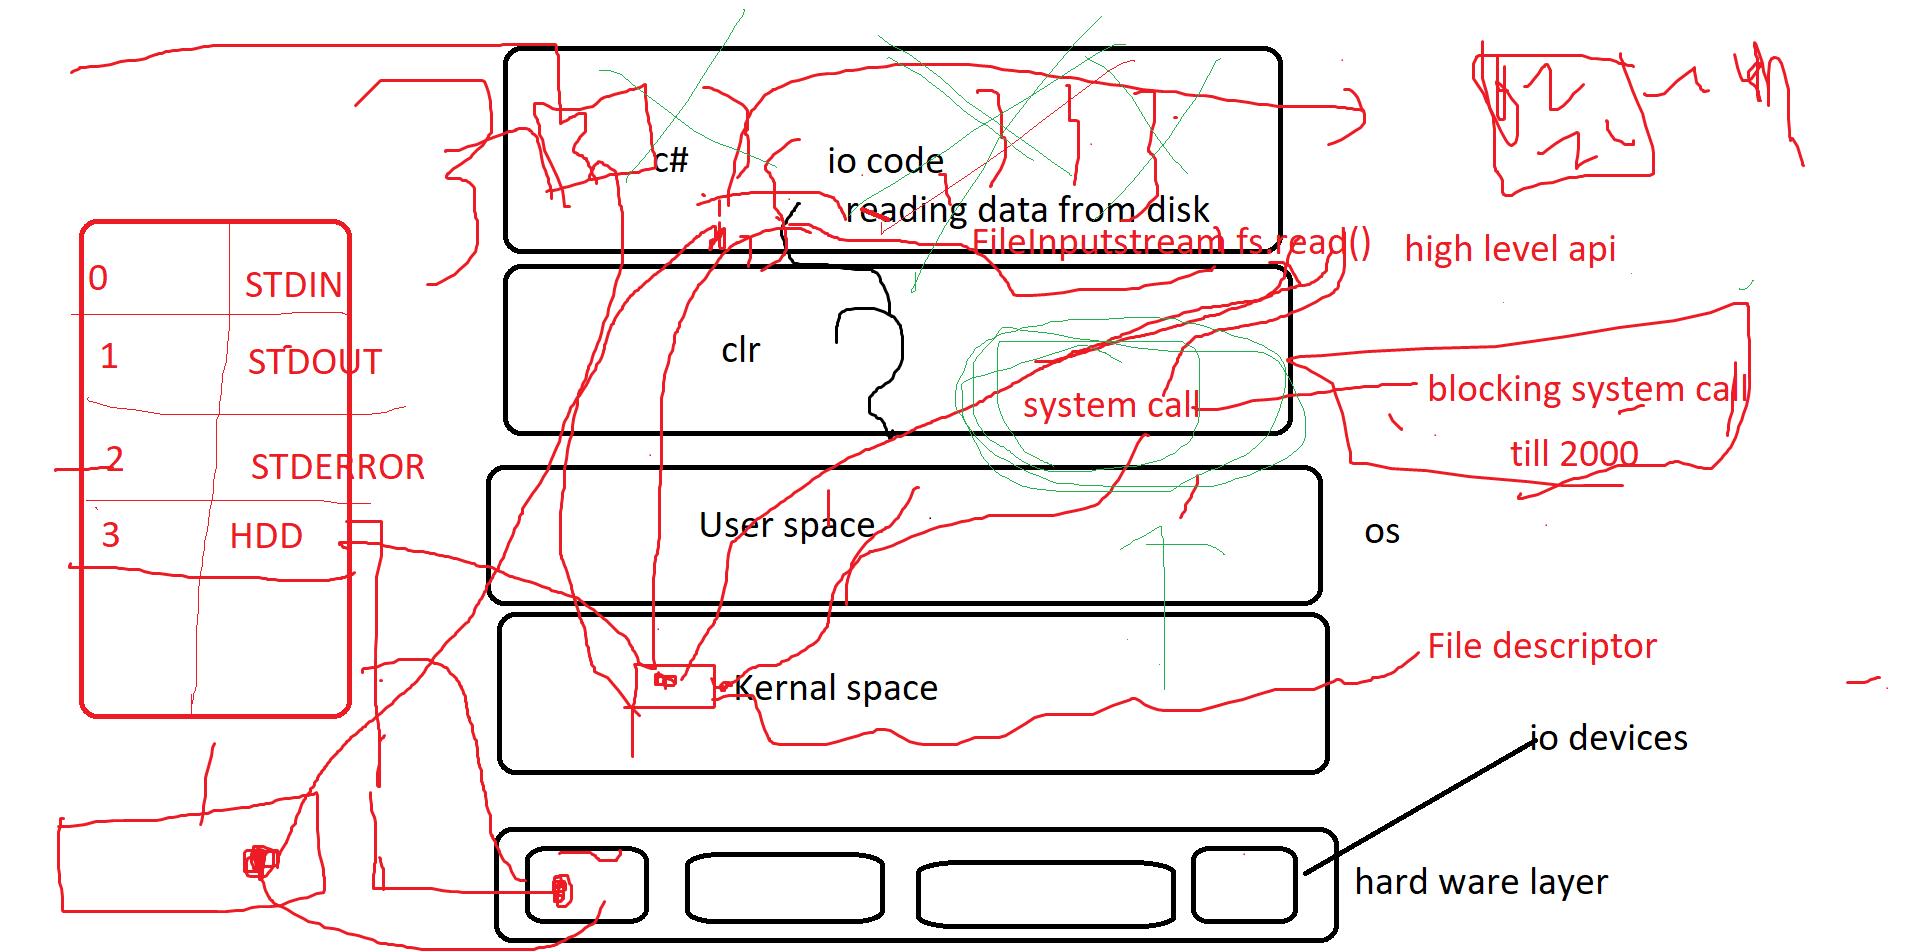 c#
io code
reading data from disk
FileInputstream fs.read()
high level api
0 STDIN
1 STDOUT
2 STDERROR
3 HDD
clr
system call
blocking system call
till 2000
User space
os
Kernal space
File descriptor
io devices
hard ware layer